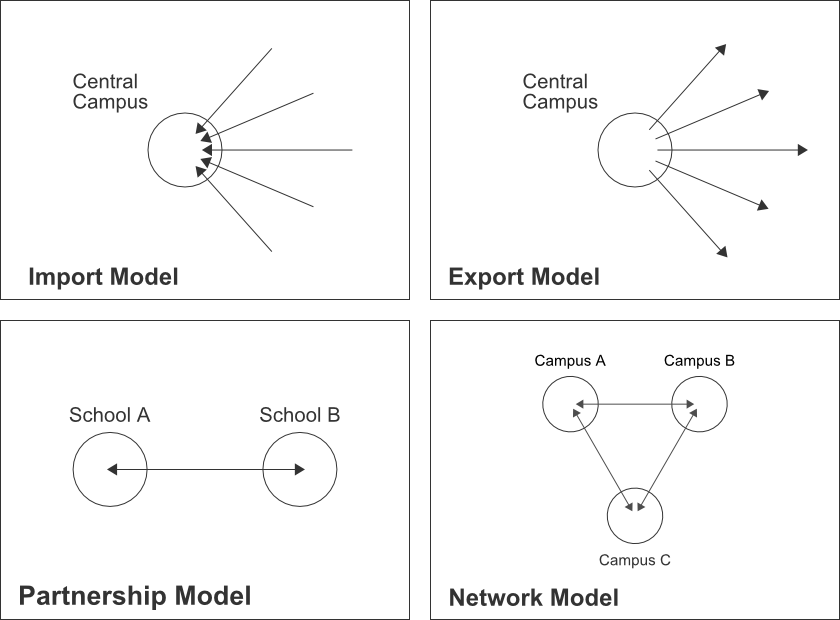 Central
Campus
Import Model
Central
Campus
Export Model
School A
School B
Partnership Model
Campus A
Campus B
Campus C
Network Model